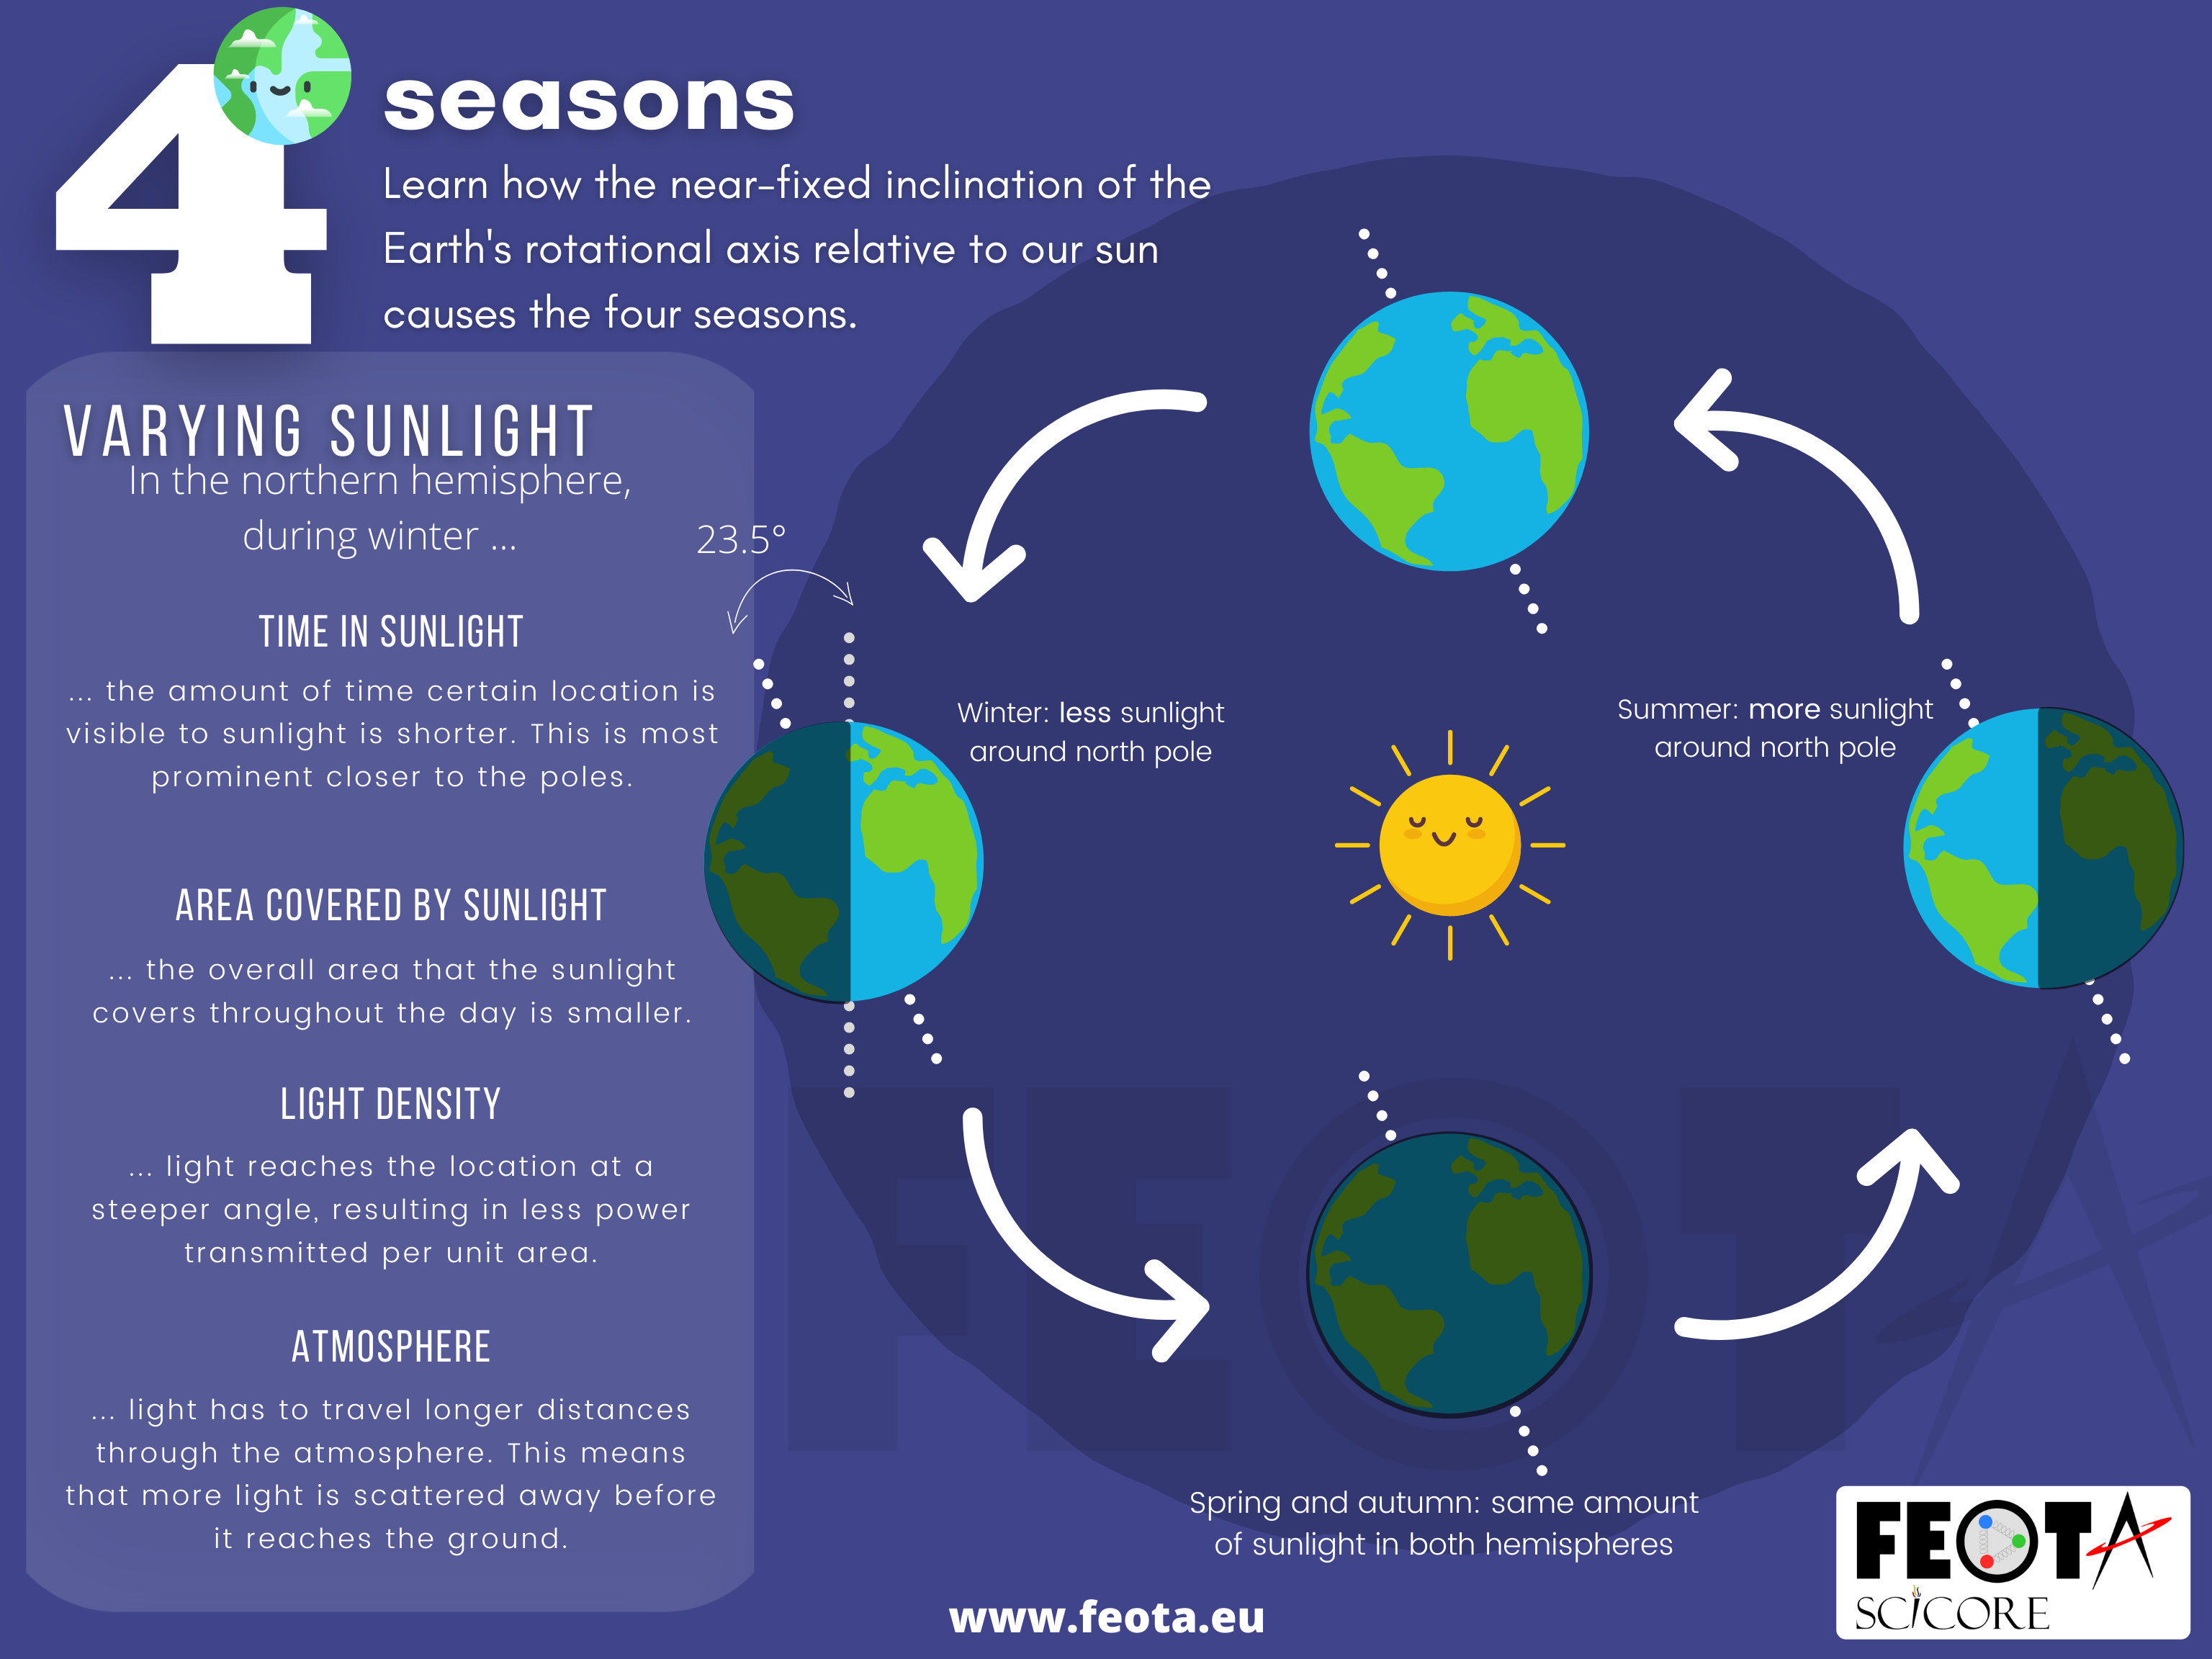 4
seasons
Learn how the near-fixed inclination of the
Earth's rotational axis relative to our sun
causes the four seasons.
VARYING SUNLIGHT
In the northern hemisphere,
during winter ...
TIME IN SUNLIGHT
... the amount of time certain location is
visible to sunlight is shorter. This is most
prominent closer to the poles.
AREA COVERED BY SUNLIGHT
... the overall area that the sunlight
covers throughout the day is smaller.
LIGHT DENSITY
... light reaches the location at a
steeper angle, resulting in less power
transmitted per unit area.
ATMOSPHERE
... light has to travel longer distances
through the atmosphere. This means
that more light is scattered away before
it reaches the ground.
23.5°
Winter: less sunlight
around north pole
Summer: more sunlight
around north pole
FEOTA
Spring and autumn: same amount
of sunlight in both hemispheres
www.feota.eu
FEOTA
SCICORE